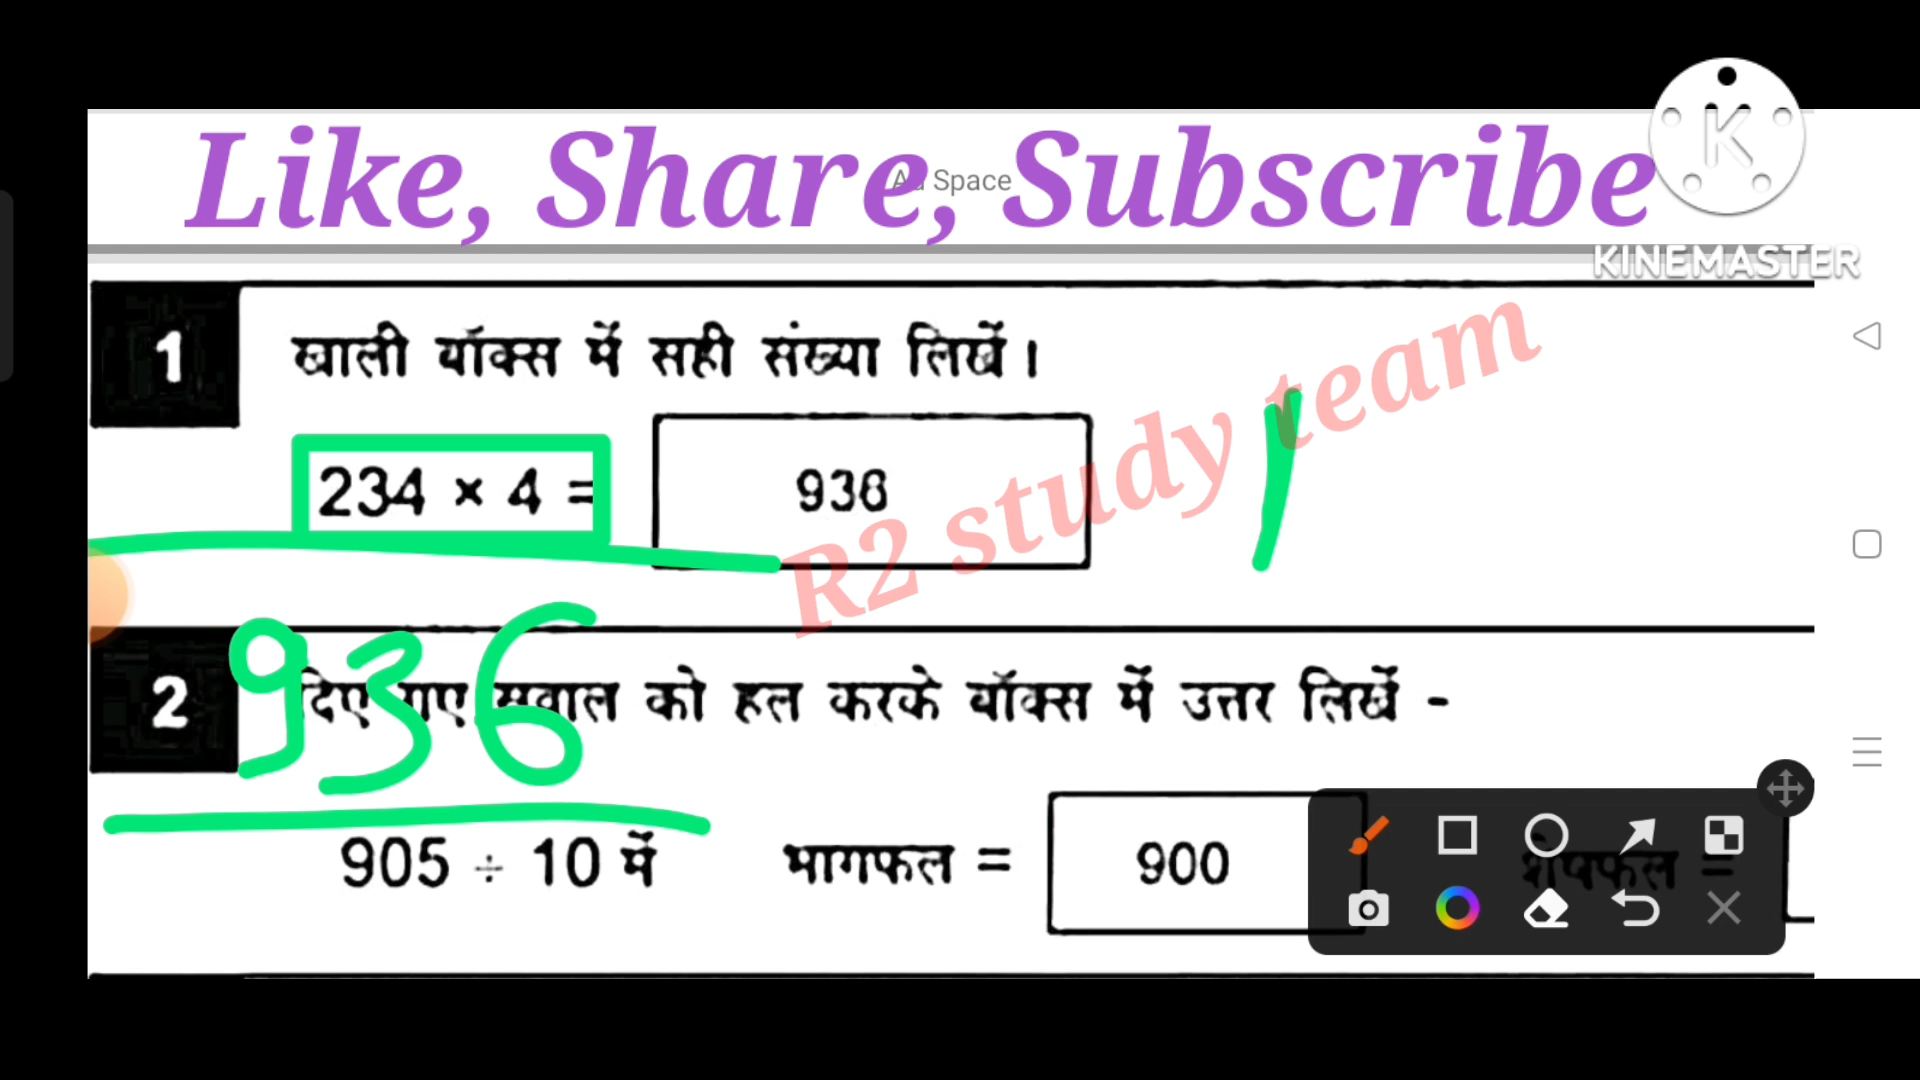 Like, Share, Subscribe
Ad Space
KINEMASTER
1 खाली बॉक्स में सही संख्या लिखें।
234 × 4 = 936
R2 study team
936
2 दिए गए सवाल को हल करके बॉक्स में उत्तर लिखें -
905 ÷ 10 में भागफल = 900 शेषफल =